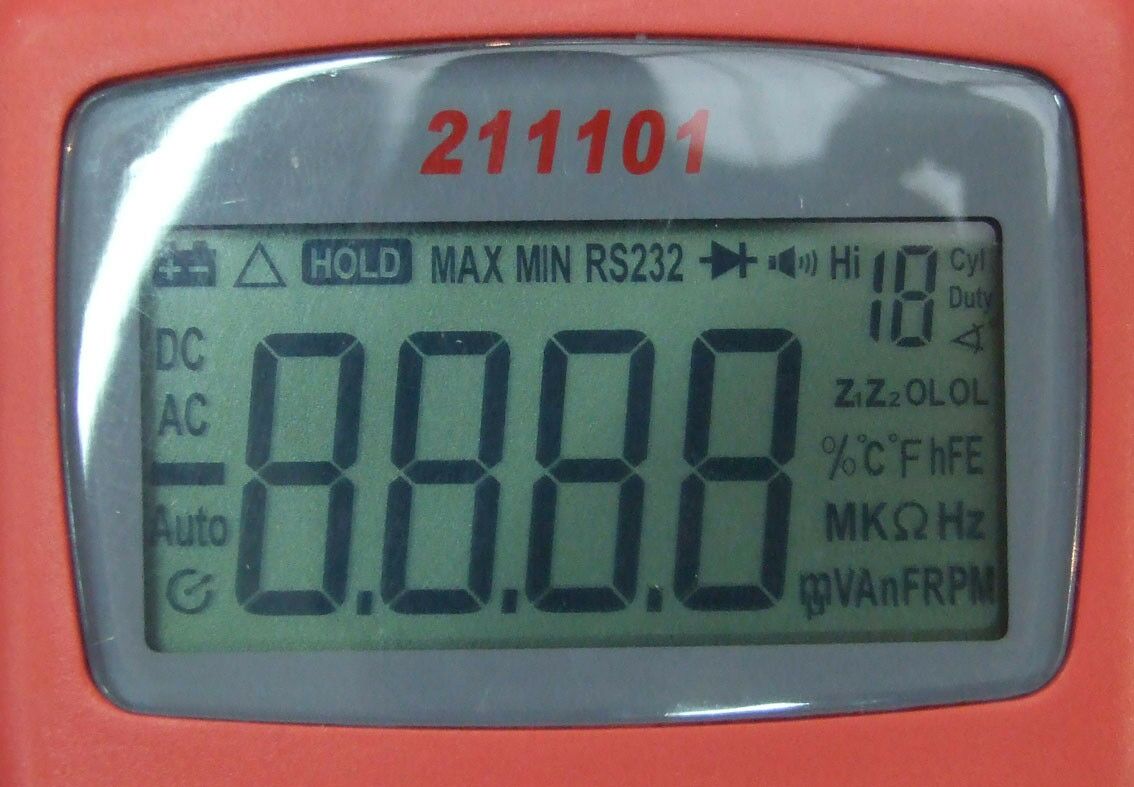 211101
HOLD MAX MIN RS232 Hi 18 Cyl
Duty
DC
AC
Z1Z2OLOL
-8.8.8.8 %°C°F hFE
Auto MKΩHz
mµVAnFRPM